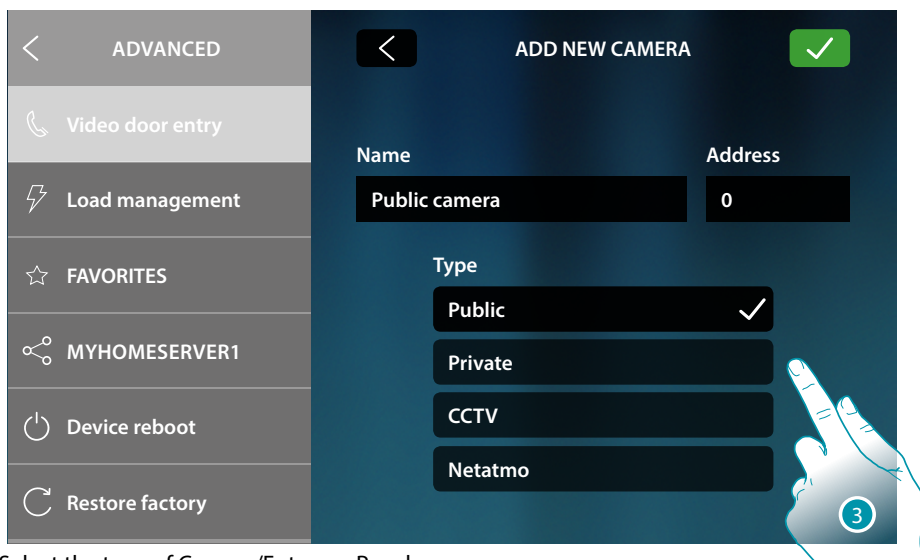 ADVANCED
Video door entry
Load management
FAVORITES
MYHOMESERVER1
Device reboot
Restore factory
ADD NEW CAMERA
Name Address
Public camera 0
Type
Public
Private
CCTV
Netatmo
3